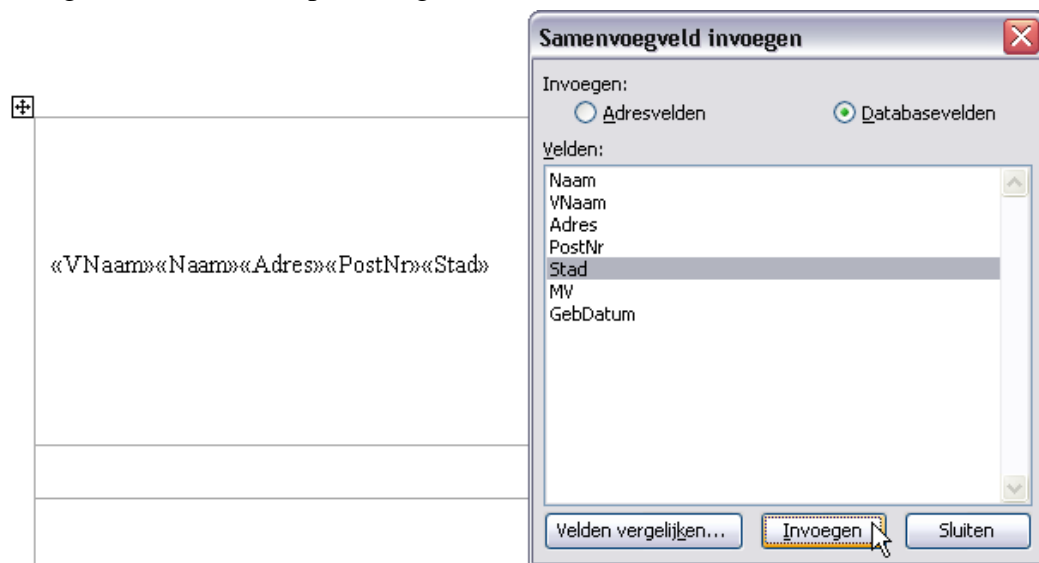 Samenvoegveld invoegen
Invoegen:
Adresvelden
Databasevelden
Velden:
Naam
VNaam
Adres
PostNr
«VNaam»«Naam»«Adres»«PostNr»«Stad»
Stad
MV
GebDatum
Velden vergelijken...
Invoegen
Sluiten